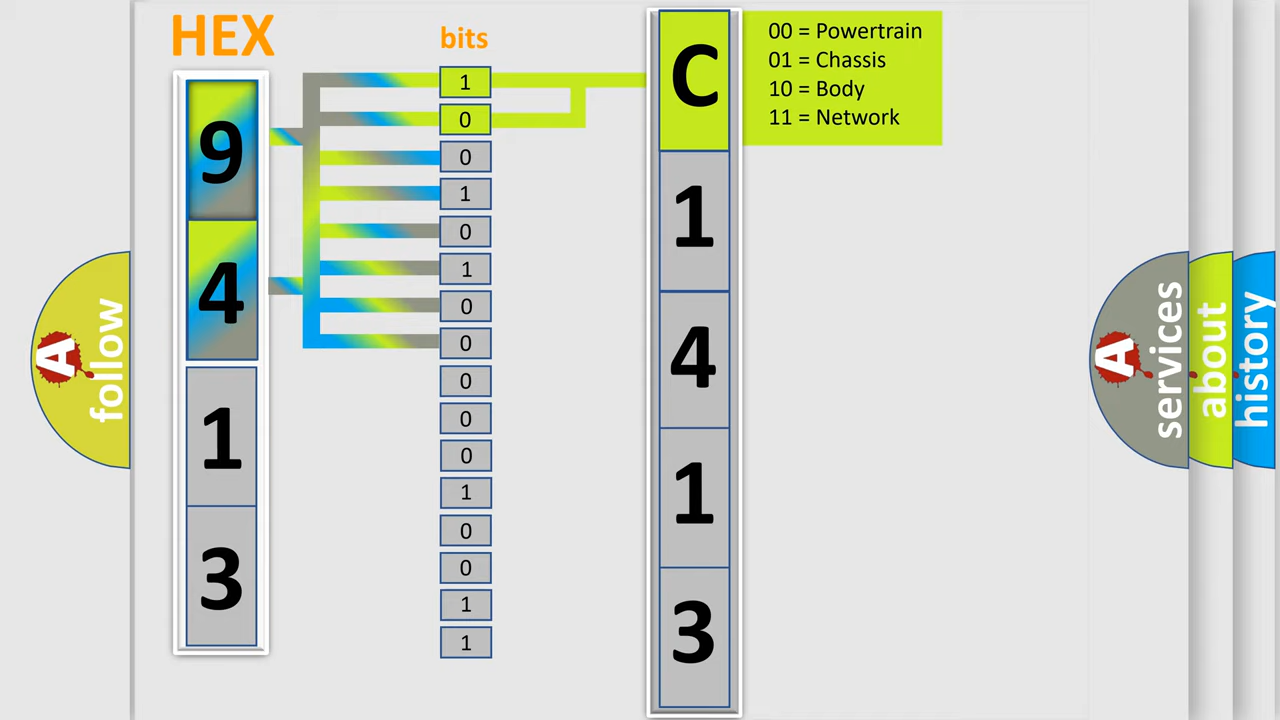 HEX
9
4
1
3
bits
1
0
0
1
0
1
0
0
0
0
0
1
0
0
1
1
C
1
4
1
3
00 = Powertrain
01 = Chassis
10 = Body
11 = Network
A
follow
A
services
about
history